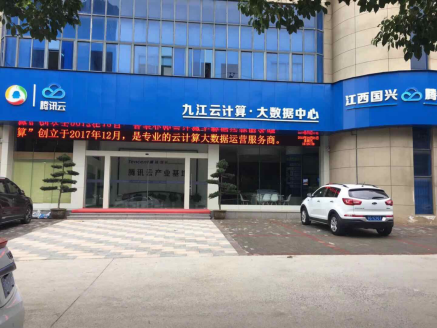 腾讯云
九江云计算·大数据中心
江西国兴
算"创立于2017年12月，是专业的云计算大数据运营服务商。
腾讯云产业基